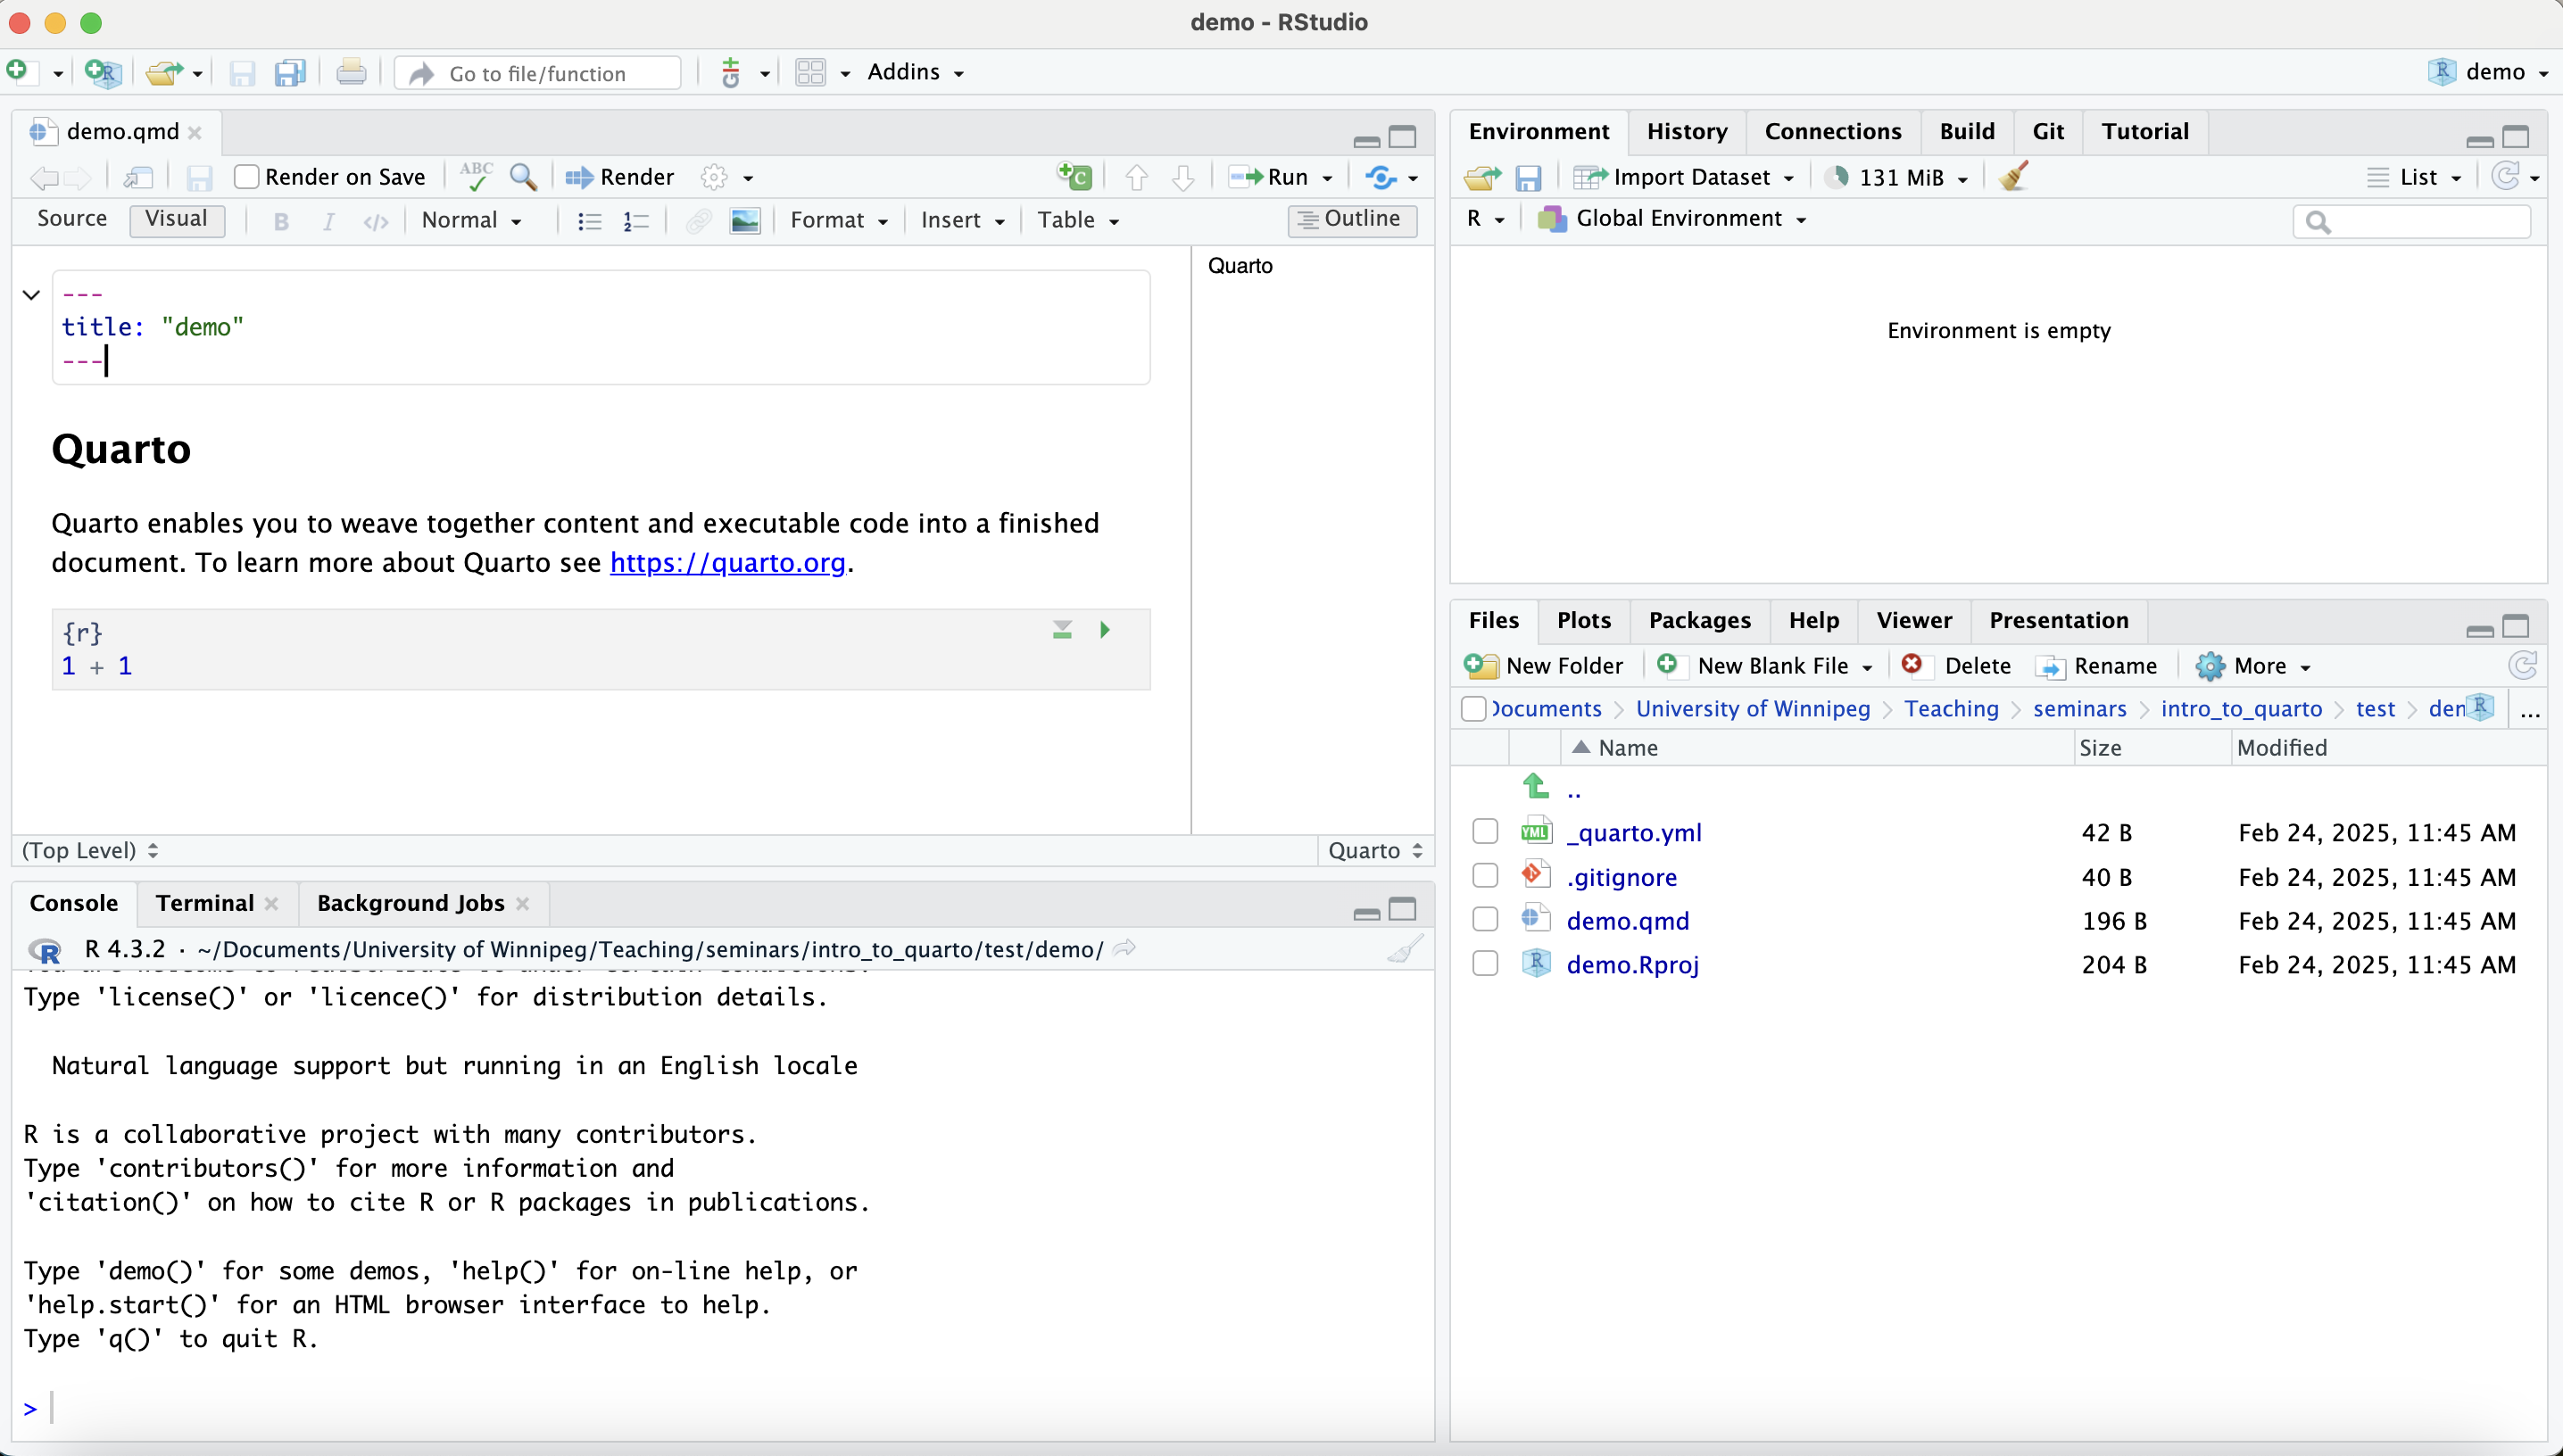 demo - RStudio
Go to file/function
Addins
demo
demo.qmd
Render on Save
ABC
Render
Run
Source
Visual
B
I
</>
Normal
Format
Insert
Table
Outline
---
title: "demo"
---
Quarto
Quarto enables you to weave together content and executable code into a finished
document. To learn more about Quarto see https://quarto.org.
{r}
1 + 1
Quarto
(Top Level)
Quarto
Console
Terminal
Background Jobs
R 4.3.2 · ~/Documents/University of Winnipeg/Teaching/seminars/intro_to_quarto/test/demo/
Type 'license()' or 'licence()' for distribution details.
Natural language support but running in an English locale
R is a collaborative project with many contributors.
Type 'contributors()' for more information and
'citation()' on how to cite R or R packages in publications.
Type 'demo()' for some demos, 'help()' for on-line help, or
'help.start()' for an HTML browser interface to help.
Type 'q()' to quit R.
>
Environment
History
Connections
Build
Git
Tutorial
Import Dataset
131 MiB
List
R
Global Environment
Environment is empty
Files
Plots
Packages
Help
Viewer
Presentation
New Folder
New Blank File
Delete
Rename
More
University of Winnipeg
Teaching
seminars
intro_to_quarto
test
...
Name
Size
Modified
..
_quarto.yml 42 B Feb 24, 2025, 11:45 AM
.gitignore 40 B Feb 24, 2025, 11:45 AM
demo.qmd 196 B Feb 24, 2025, 11:45 AM
demo.Rproj 204 B Feb 24, 2025, 11:45 AM